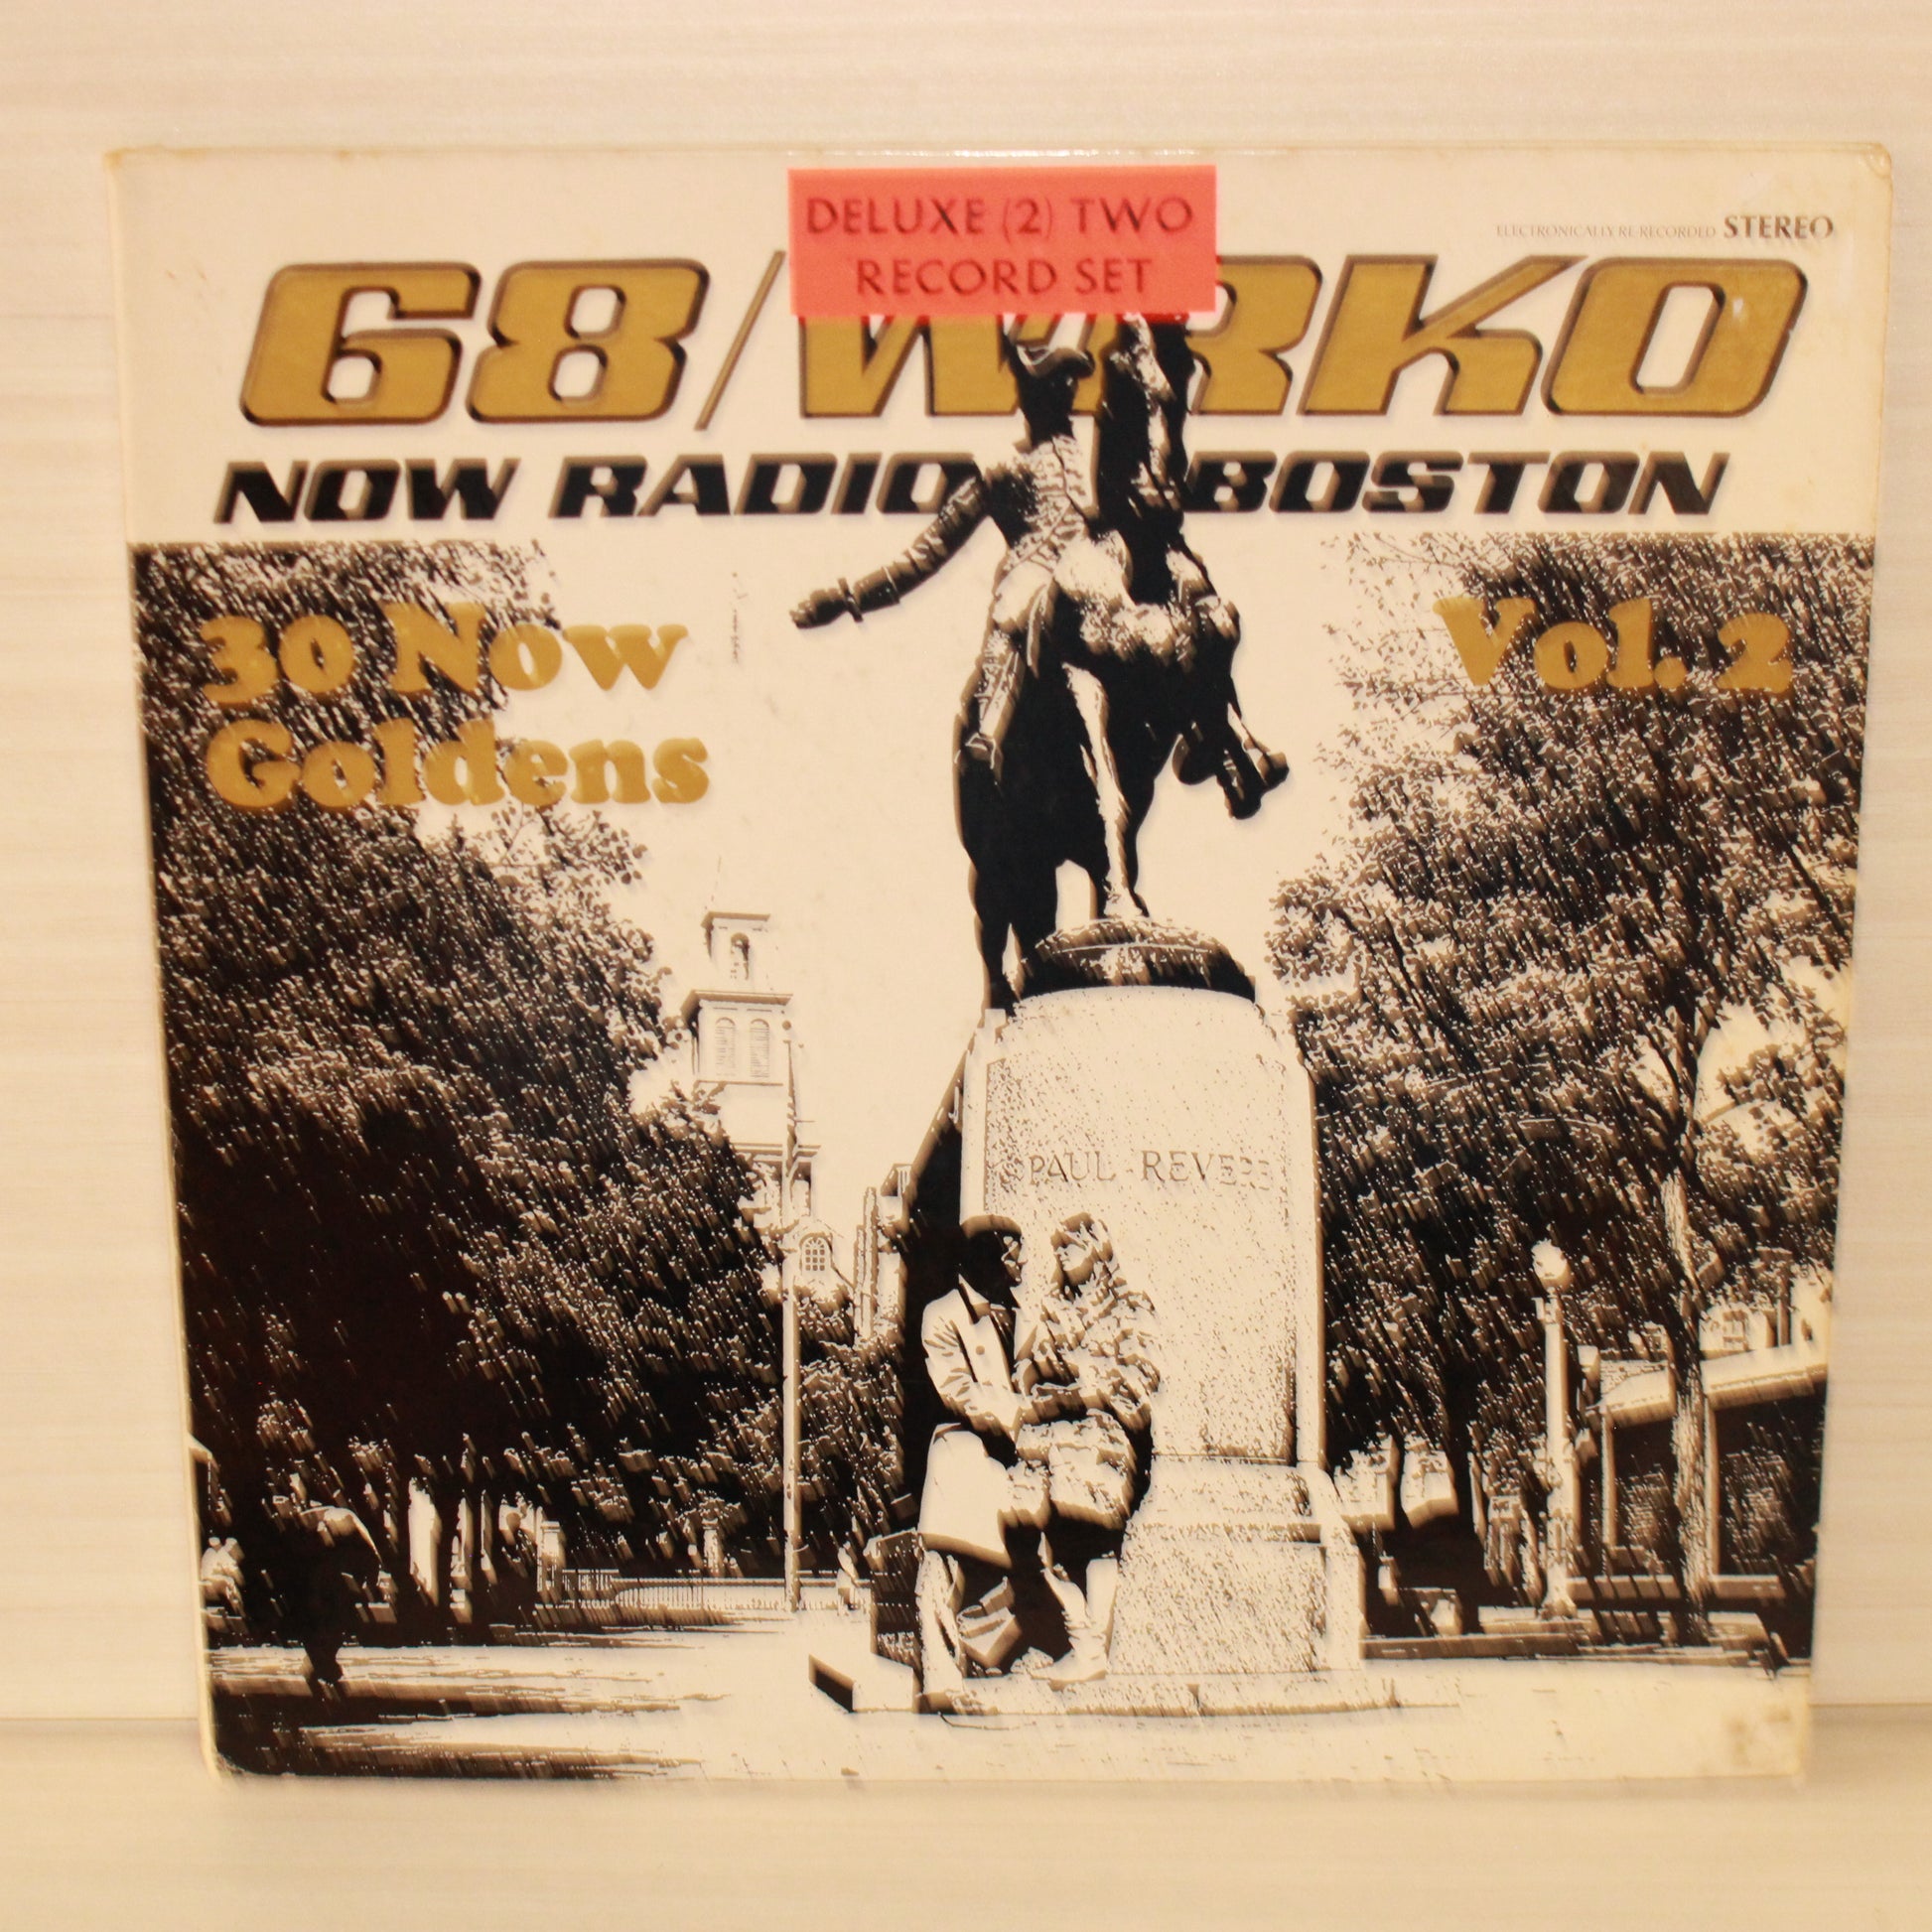 DELUXE (2) TWO
RECORD SET
ELECTRONICALLY RE-RECORDED STEREO
68/WRKO
NOW RADIO BOSTON
30 Now
Goldens
Vol. 2
PAUL REVERE